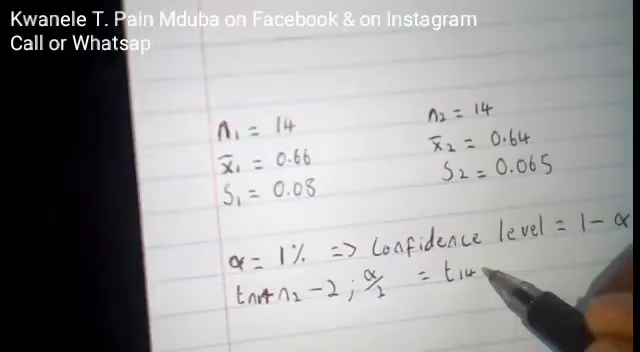 Kwanele T. Pain Mduba on Facebook & on Instagram
Call or Whatsap
n₁ = 14
n₂ = 14
x̄₁ = 0.66
x̄₂ = 0.64
S₁ = 0.08
S₂ = 0.065
α = 1% => Confidence level = 1 - α
tn₁+n₂-2; α/2 = t14